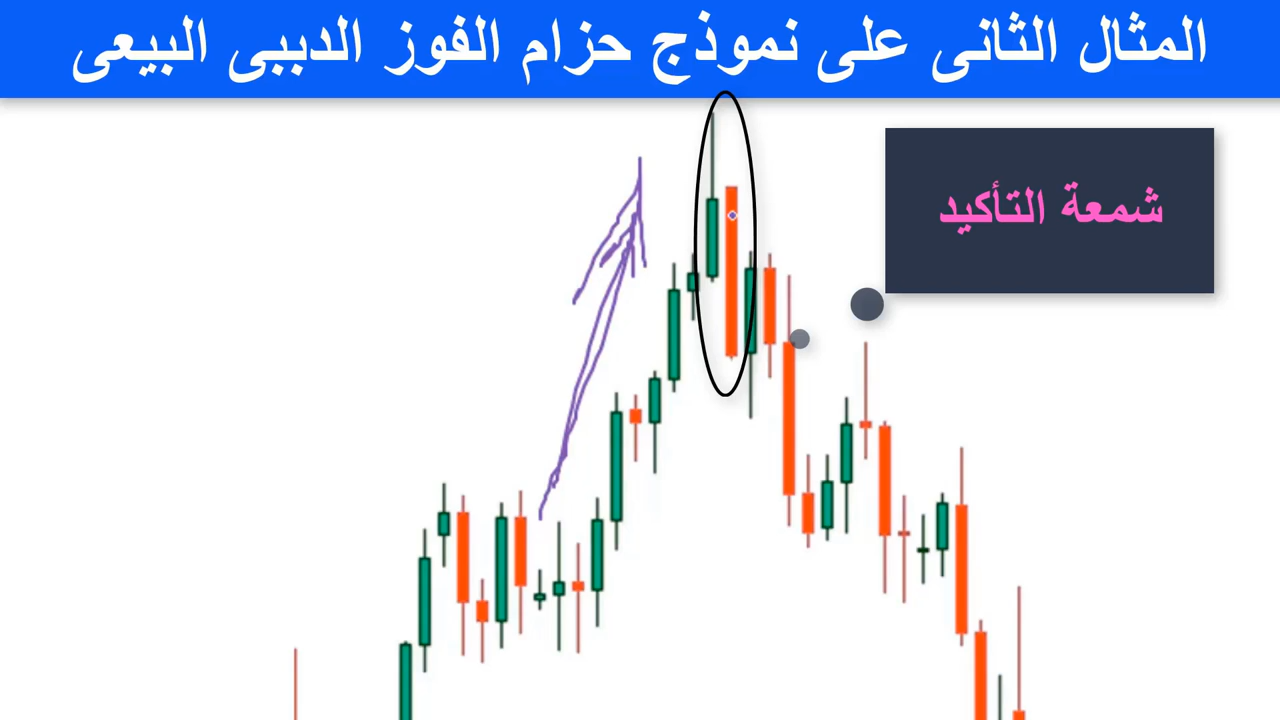 المثال الثانى على نموذج حزام الفوز الدببى البيعى
شمعة التأكيد